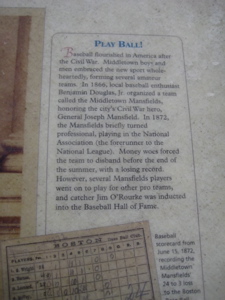 PLAY BALL!
Baseball flourished in America after
the Civil War. Middletown
soon embraced the new sport whole-
heartedly, forming several amateur
teams. In 1866, local baseball enthusiast
Benjamin Douglas, Jr. organized a team
called the Middletown Mansfields,
honoring the city's Civil War hero,
General Joseph Mansfield. In 1872,
the Mansfields briefly turned
professional, playing in the National
Association (the forerunner to the
National League). Money woes forced
the team to disband before the end of the
summer, with a losing record.
However, several Mansfields players
went on to play for other pro teams,
and catcher Jim O'Rourke was inducted
into the Baseball Hall of Fame.
BOSTON
Baseball
scorecard from
June 15, 1872,
recording the
Middletown
Mansfields'
24 to 3 loss
to the Boston